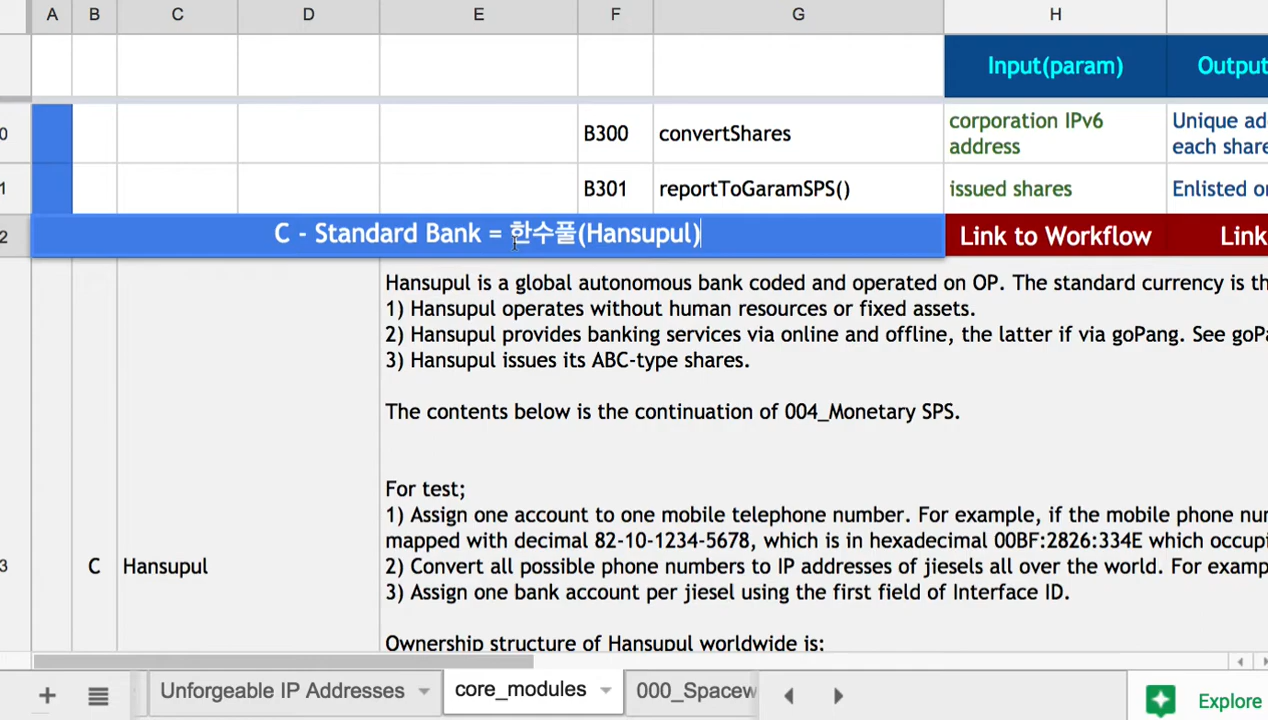 A B C D E F G H
Input(param) Output
B300 convertShares corporation IPv6 address Unique ad each share
B301 reportToGaramSPS() issued shares Enlisted o
C - Standard Bank = 한수풀(Hansupul) Link to Workflow Link
Hansupul is a global autonomous bank coded and operated on OP. The standard currency is th
1) Hansupul operates without human resources or fixed assets.
2) Hansupul provides banking services via online and offline, the latter if via goPang. See goPa
3) Hansupul issues its ABC-type shares.
The contents below is the continuation of 004_Monetary SPS.
For test;
1) Assign one account to one mobile telephone number. For example, if the mobile phone num
mapped with decimal 82-10-1234-5678, which is in hexadecimal 00BF:2826:334E which occupi
C Hansupul
2) Convert all possible phone numbers to IP addresses of jiesels all over the world. For examp
3) Assign one bank account per jiesel using the first field of Interface ID.
Ownership structure of Hansupul worldwide is:
Unforgeable IP Addresses core_modules 000_Spacew Explore